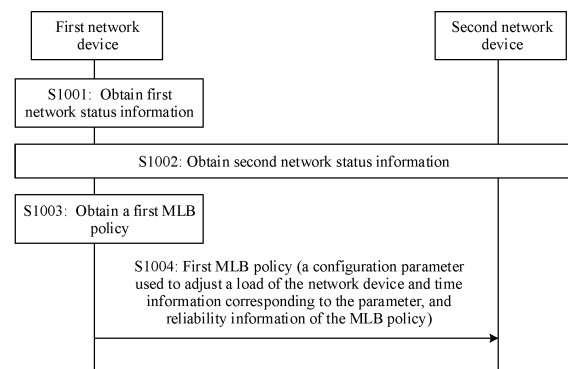 First network
device
Second network
device
S1001: Obtain first
network status information
S1002: Obtain second network status information
S1003: Obtain a first MLB
policy
S1004: First MLB policy (a configuration parameter
used to adjust a load of the network device and time
information corresponding to the parameter, and
reliability information of the MLB policy)